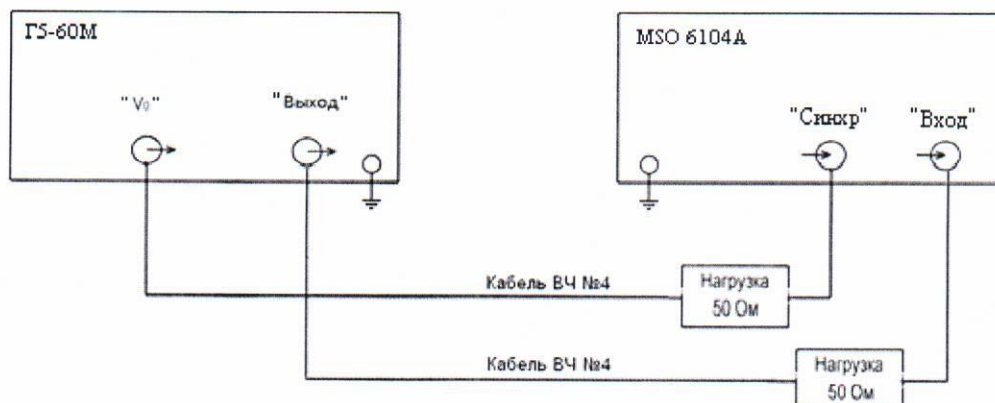 Г5-60М
MSO 6104A
"V₀"
"Выход"
"Синхр"
"Вход"
Кабель ВЧ №4
Нагрузка
50 Ом
Кабель ВЧ №4
Нагрузка
50 Ом